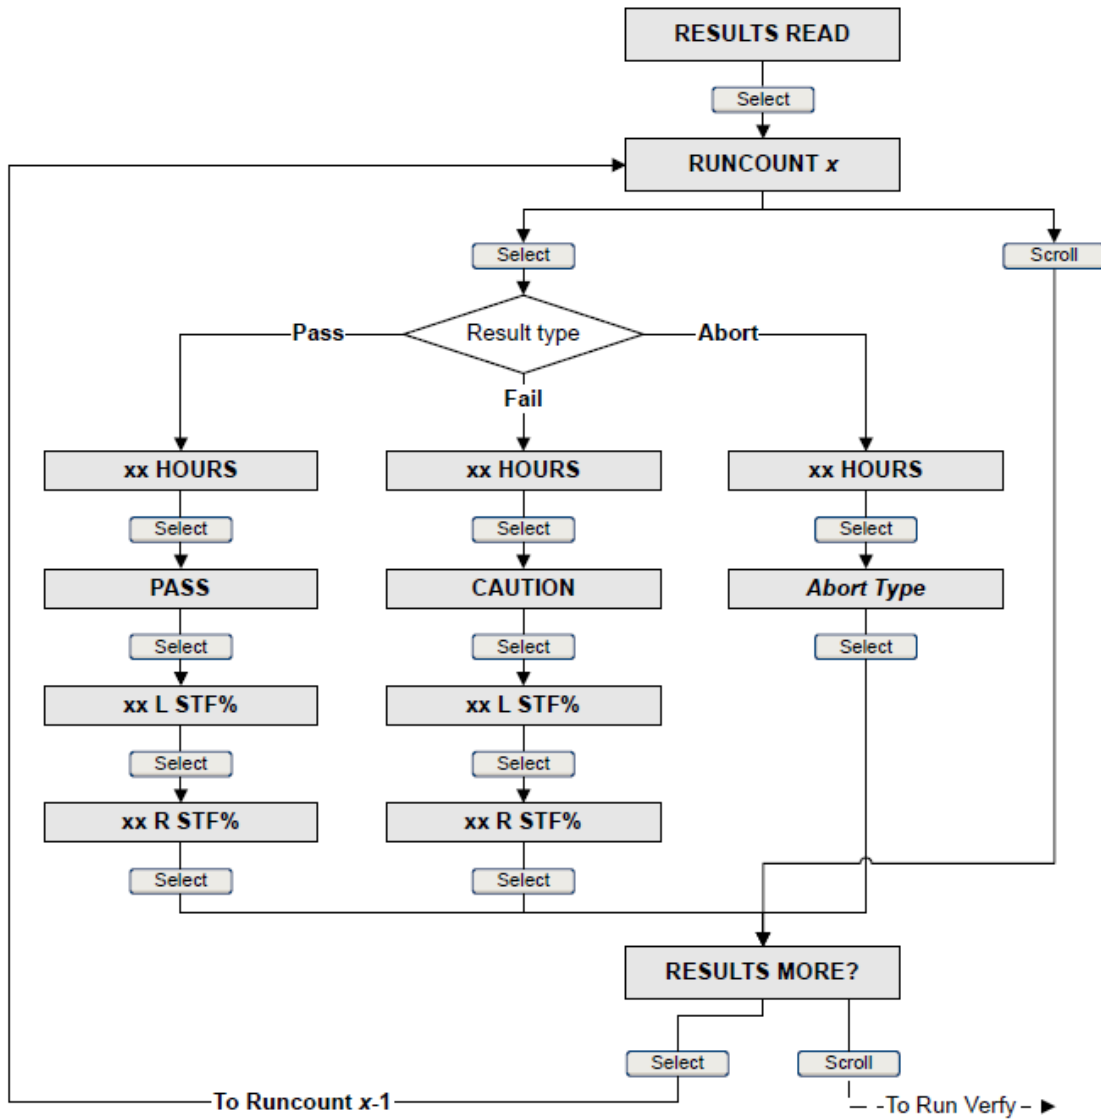 RESULTS READ
Select
RUNCOUNT x
Select
Scroll
Pass
Result type
Abort
Fail
xx HOURS
xx HOURS
xx HOURS
Select
Select
Select
PASS
CAUTION
Abort Type
Select
Select
Select
xx L STF%
xx L STF%
Select
Select
xx R STF%
xx R STF%
Select
Select
RESULTS MORE?
Select
Scroll
To Runcount x-1
To Run Verfy